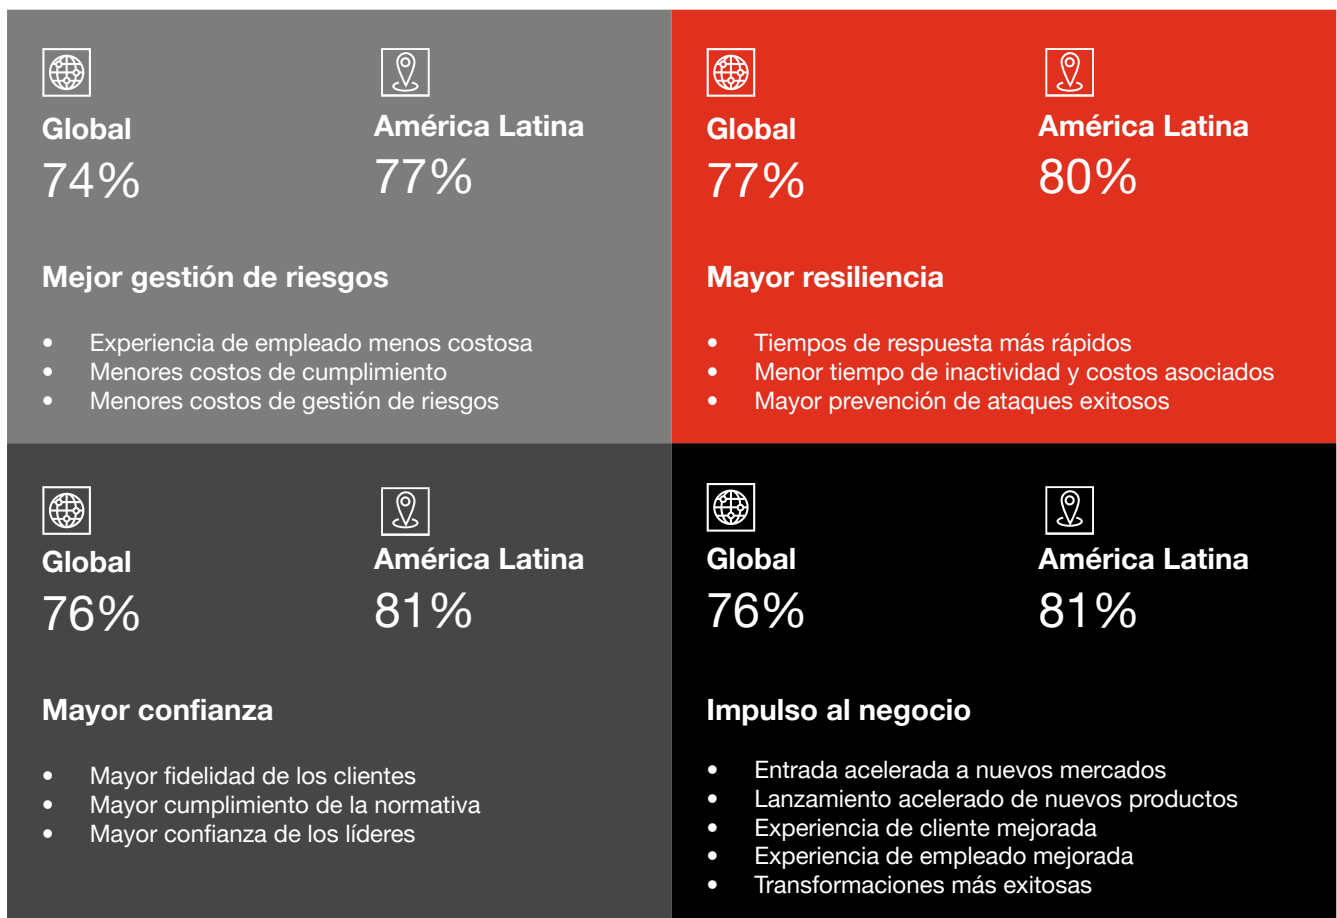 Global
América Latina
74%
77%
Mejor gestión de riesgos
• Experiencia de empleado menos costosa
• Menores costos de cumplimiento
• Menores costos de gestión de riesgos
Global
América Latina
77%
80%
Mayor resiliencia
• Tiempos de respuesta más rápidos
• Menor tiempo de inactividad y costos asociados
• Mayor prevención de ataques exitosos
Global
América Latina
76%
81%
Mayor confianza
• Mayor fidelidad de los clientes
• Mayor cumplimiento de la normativa
• Mayor confianza de los líderes
Global
América Latina
76%
81%
Impulso al negocio
• Entrada acelerada a nuevos mercados
• Lanzamiento acelerado de nuevos productos
• Experiencia de cliente mejorada
• Experiencia de empleado mejorada
• Transformaciones más exitosas